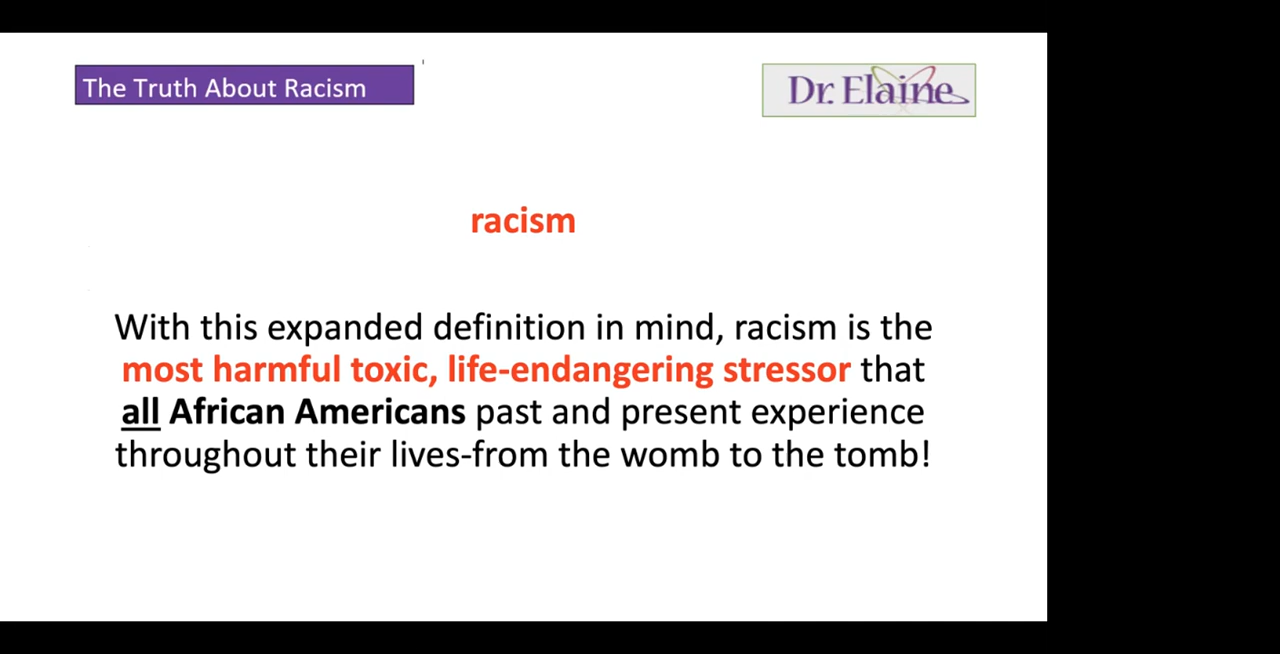 The Truth About Racism
Dr. Elaine
racism
With this expanded definition in mind, racism is the
most harmful toxic, life-endangering stressor that
all African Americans past and present experience
throughout their lives-from the womb to the tomb!